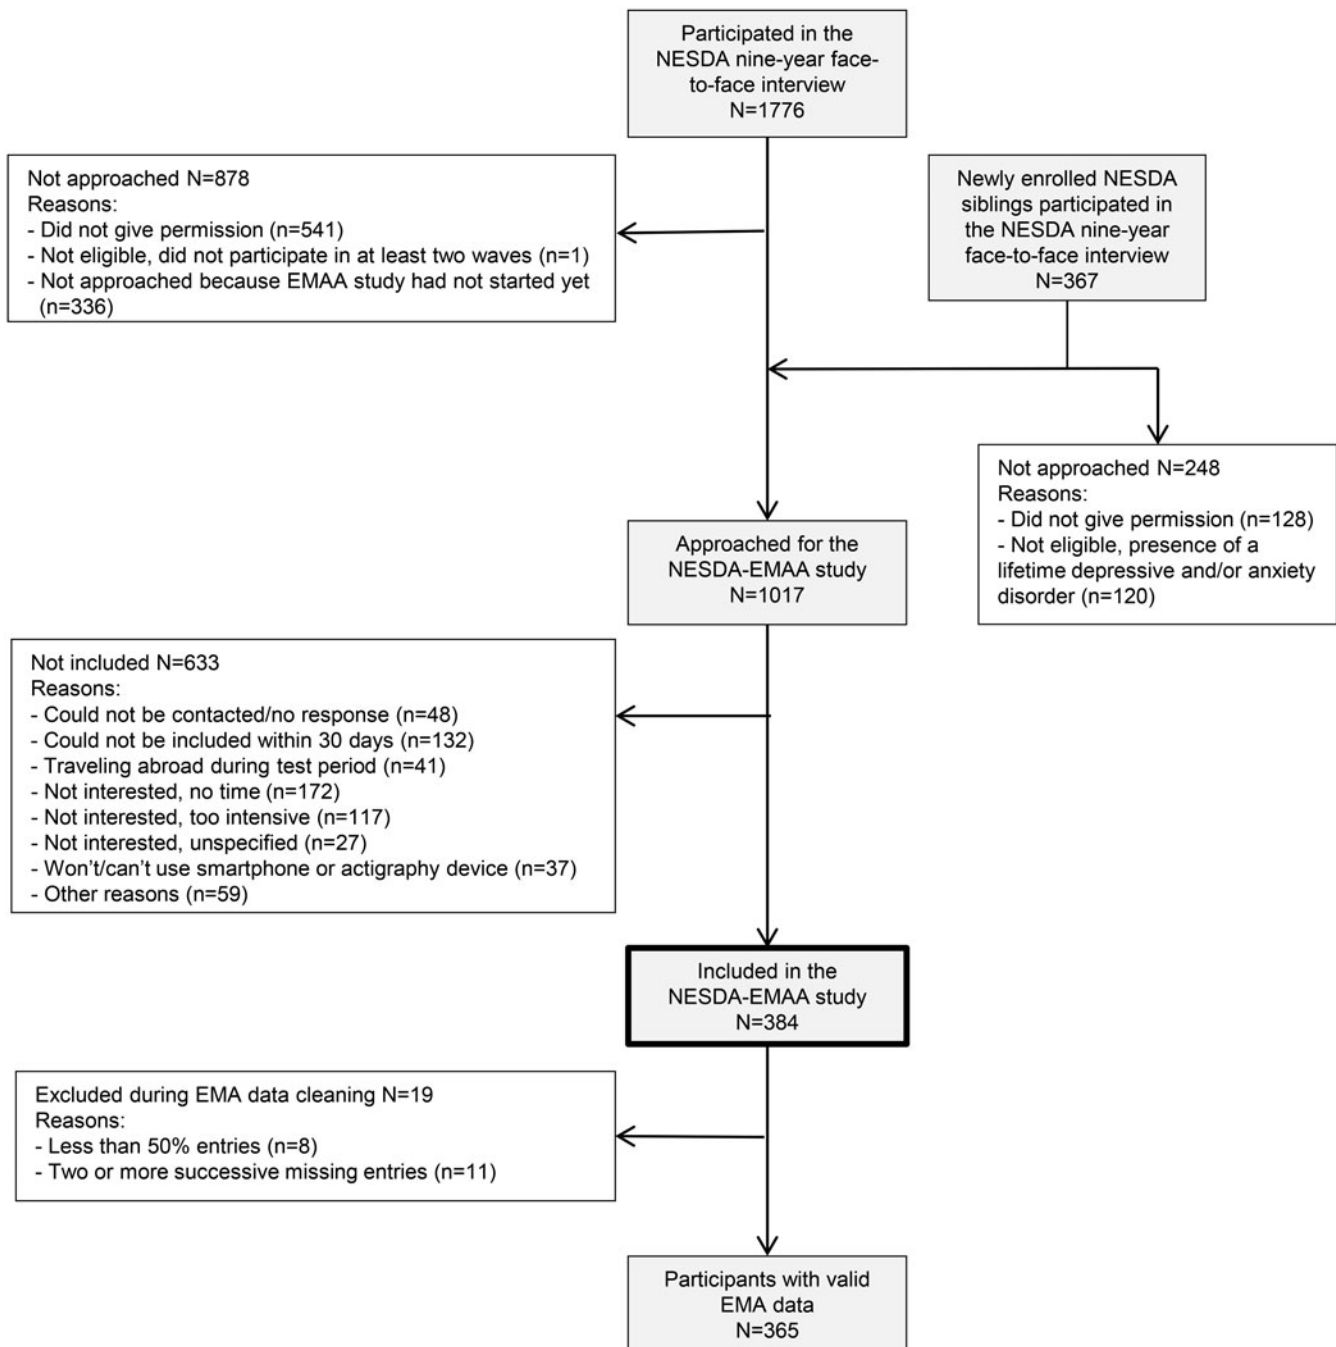 Participated in the
NESDA nine-year face-
to-face interview
N=1776
Not approached N=878
Reasons:
- Did not give permission (n=541)
- Not eligible, did not participate in at least two waves (n=1)
- Not approached because EMAA study had not started yet
(n=336)
Newly enrolled NESDA
siblings participated in
the NESDA nine-year
face-to-face interview
N=367
Not approached N=248
Reasons:
- Did not give permission (n=128)
- Not eligible, presence of a
lifetime depressive and/or anxiety
disorder (n=120)
Approached for the
NESDA-EMAA study
N=1017
Not included N=633
Reasons:
- Could not be contacted/no response (n=48)
- Could not be included within 30 days (n=132)
- Traveling abroad during test period (n=41)
- Not interested, no time (n=172)
- Not interested, too intensive (n=117)
- Not interested, unspecified (n=27)
- Won’t/can’t use smartphone or actigraphy device (n=37)
- Other reasons (n=59)
Included in the
NESDA-EMAA study
N=384
Excluded during EMA data cleaning N=19
Reasons:
- Less than 50% entries (n=8)
- Two or more successive missing entries (n=11)
Participants with valid
EMA data
N=365